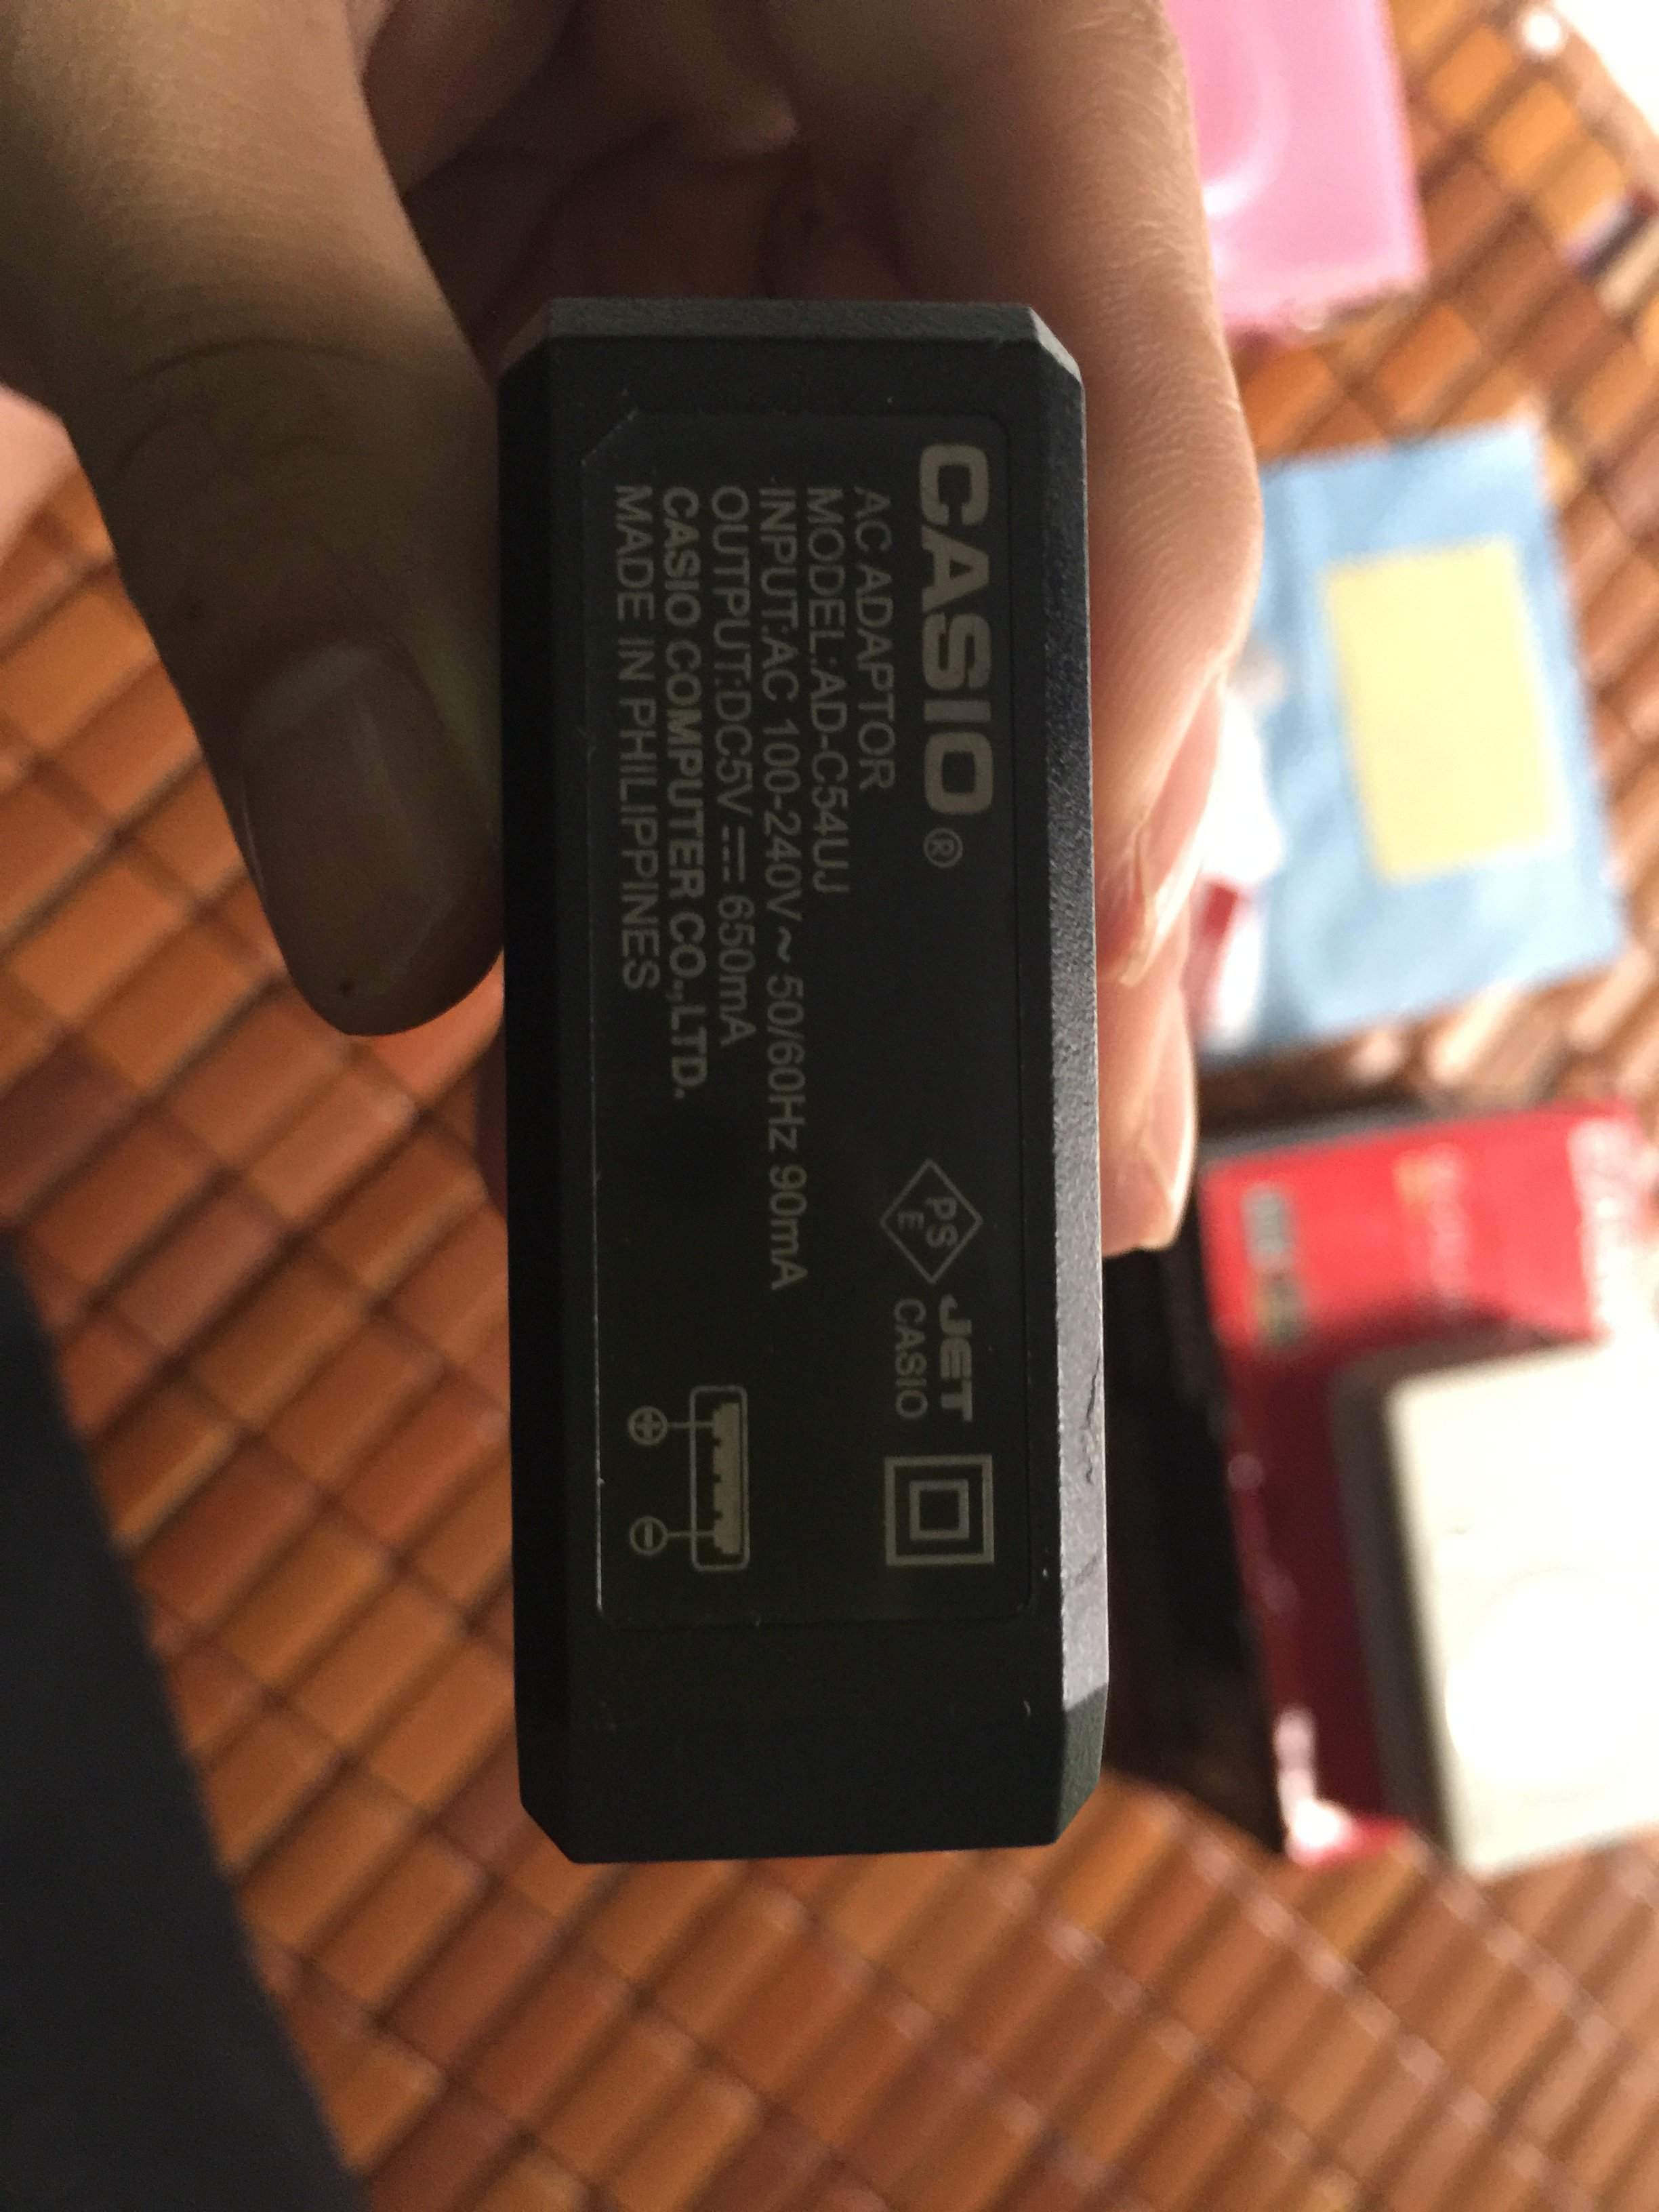 CASIO®
AC ADAPTOR
MODEL:AD-C54UJ
INPUT:AC 100-240V~ 50/60Hz 90mA
OUTPUT:DC5V⎓ 650mA
CASIO COMPUTER CO.,LTD.
MADE IN PHILIPPINES
PS
E
JET
CASIO